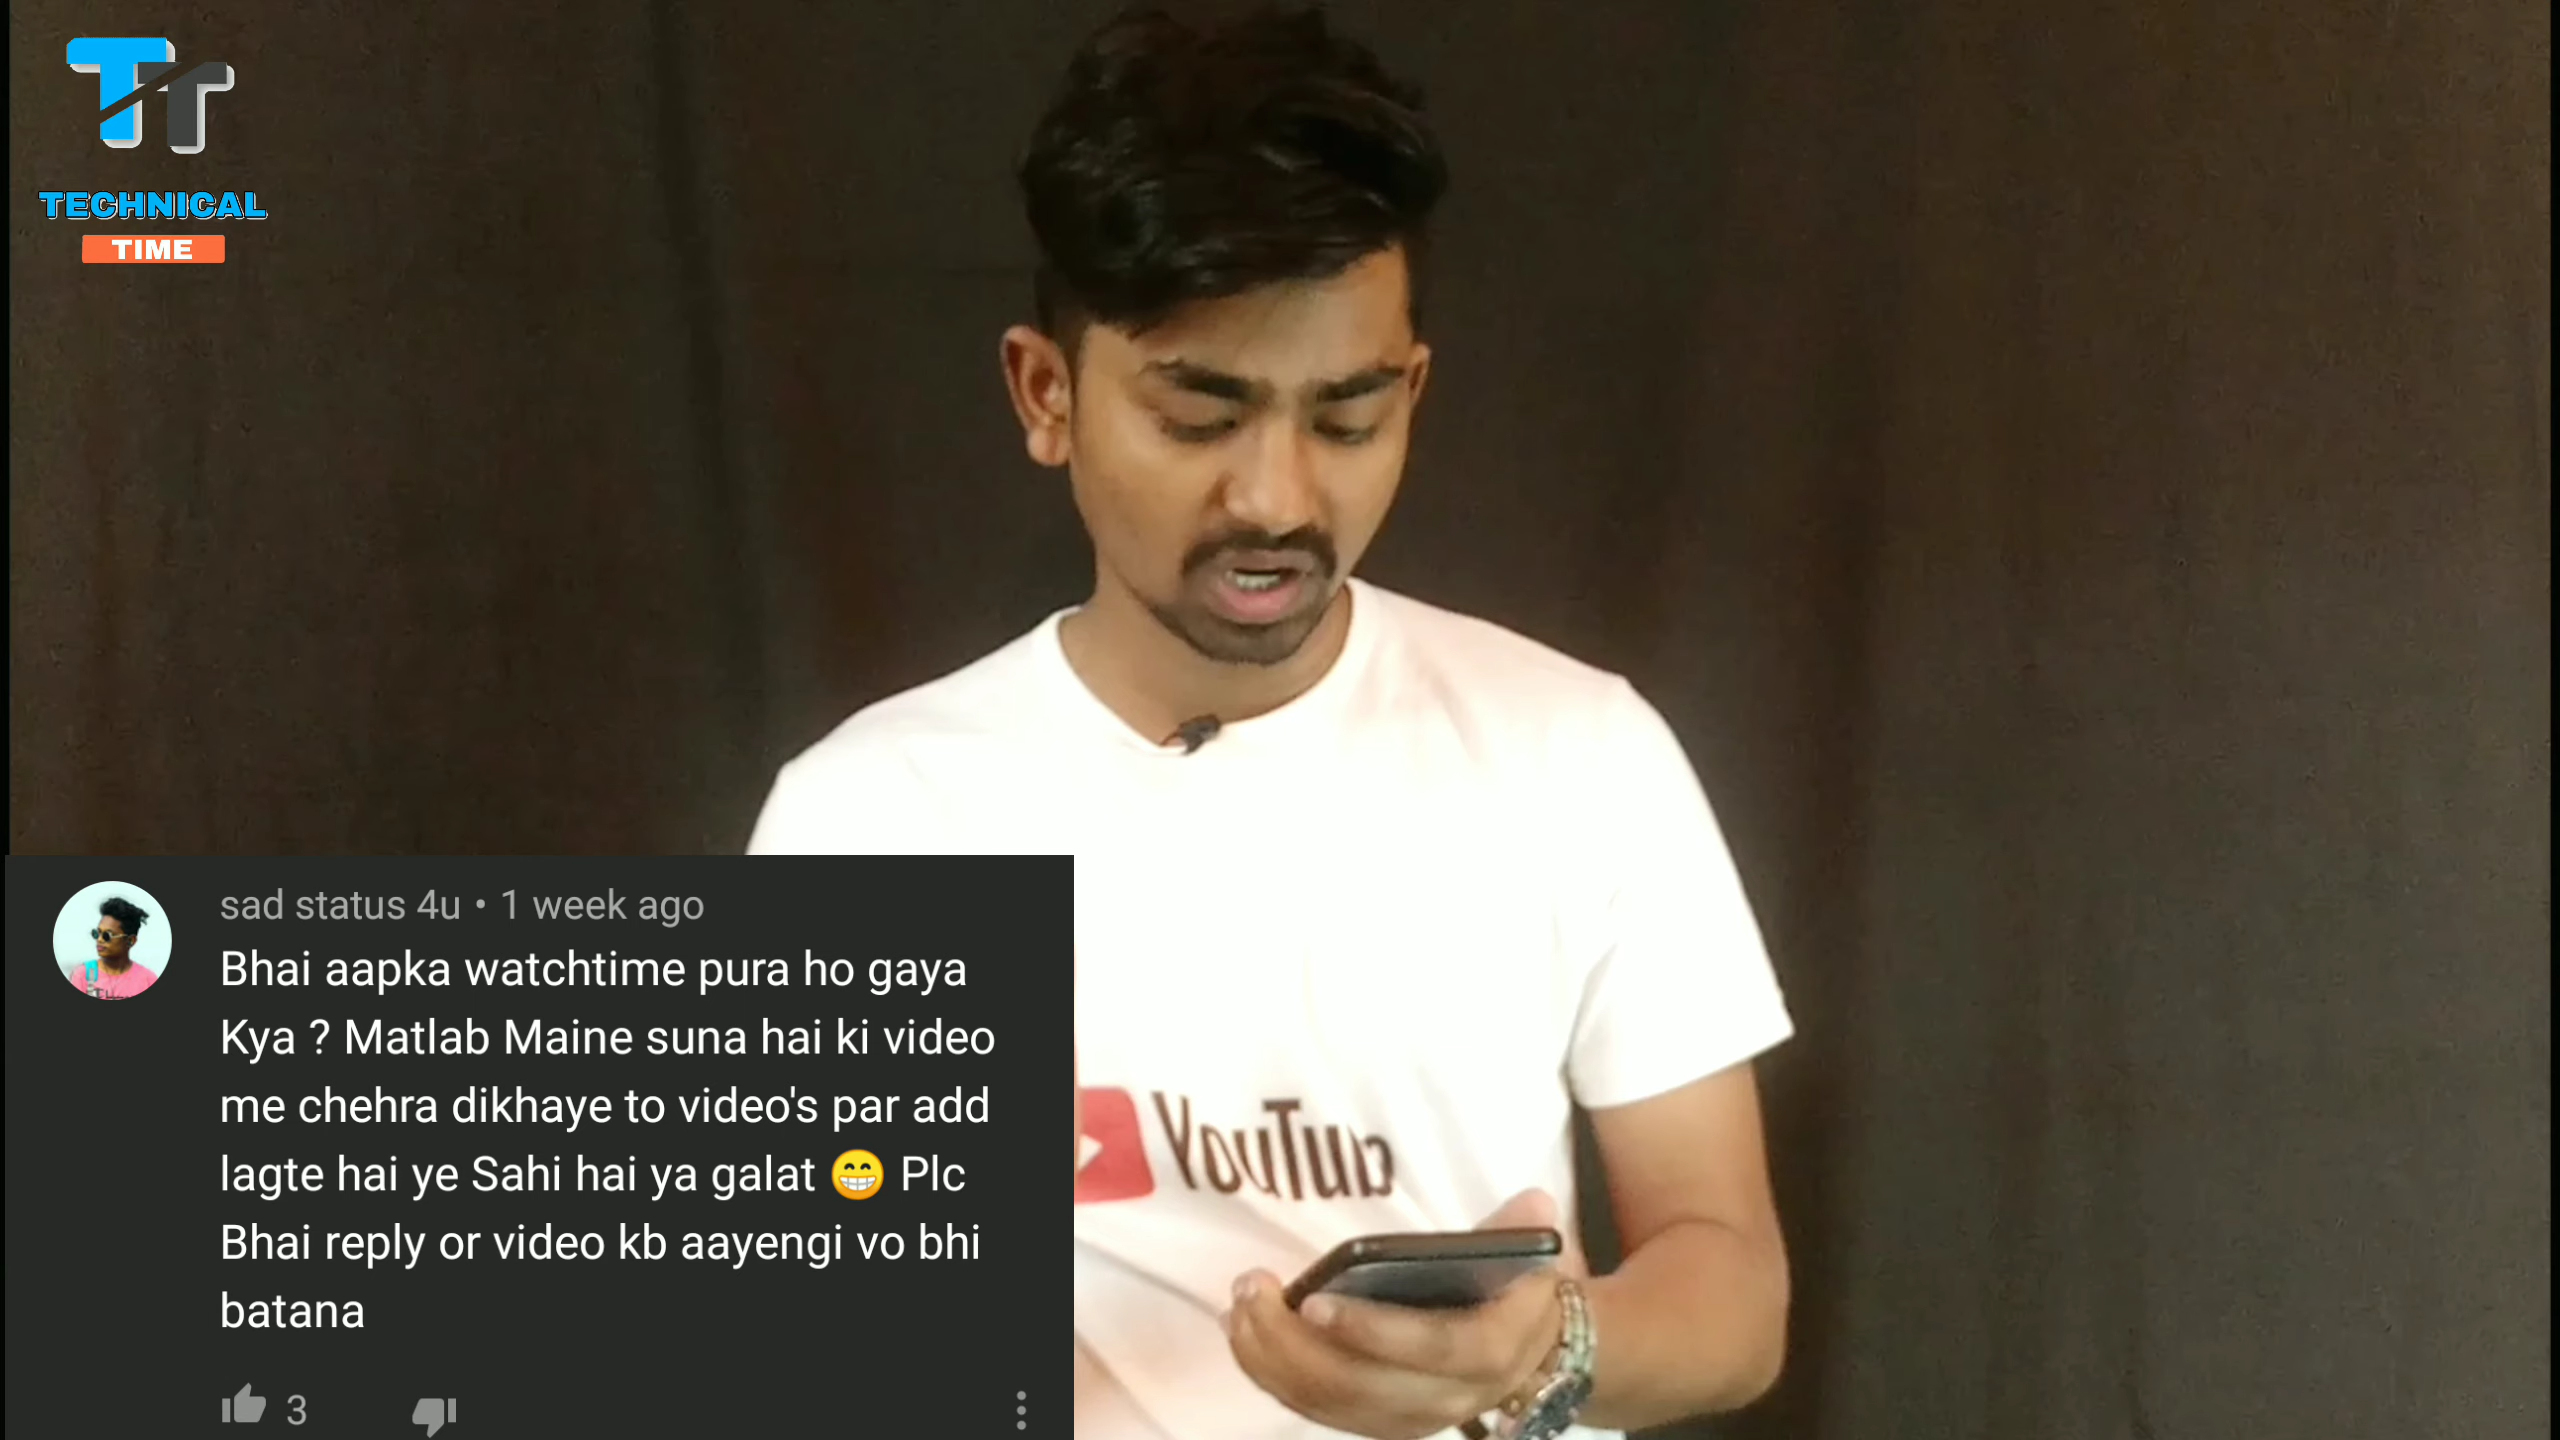 TECHNICAL
TIME
sad status 4u • 1 week ago
Bhai aapka watchtime pura ho gaya
Kya ? Matlab Maine suna hai ki video
me chehra dikhaye to video's par add
lagte hai ye Sahi hai ya galat 😁 Plc
Bhai reply or video kb aayengi vo bhi
batana
3
YouTub